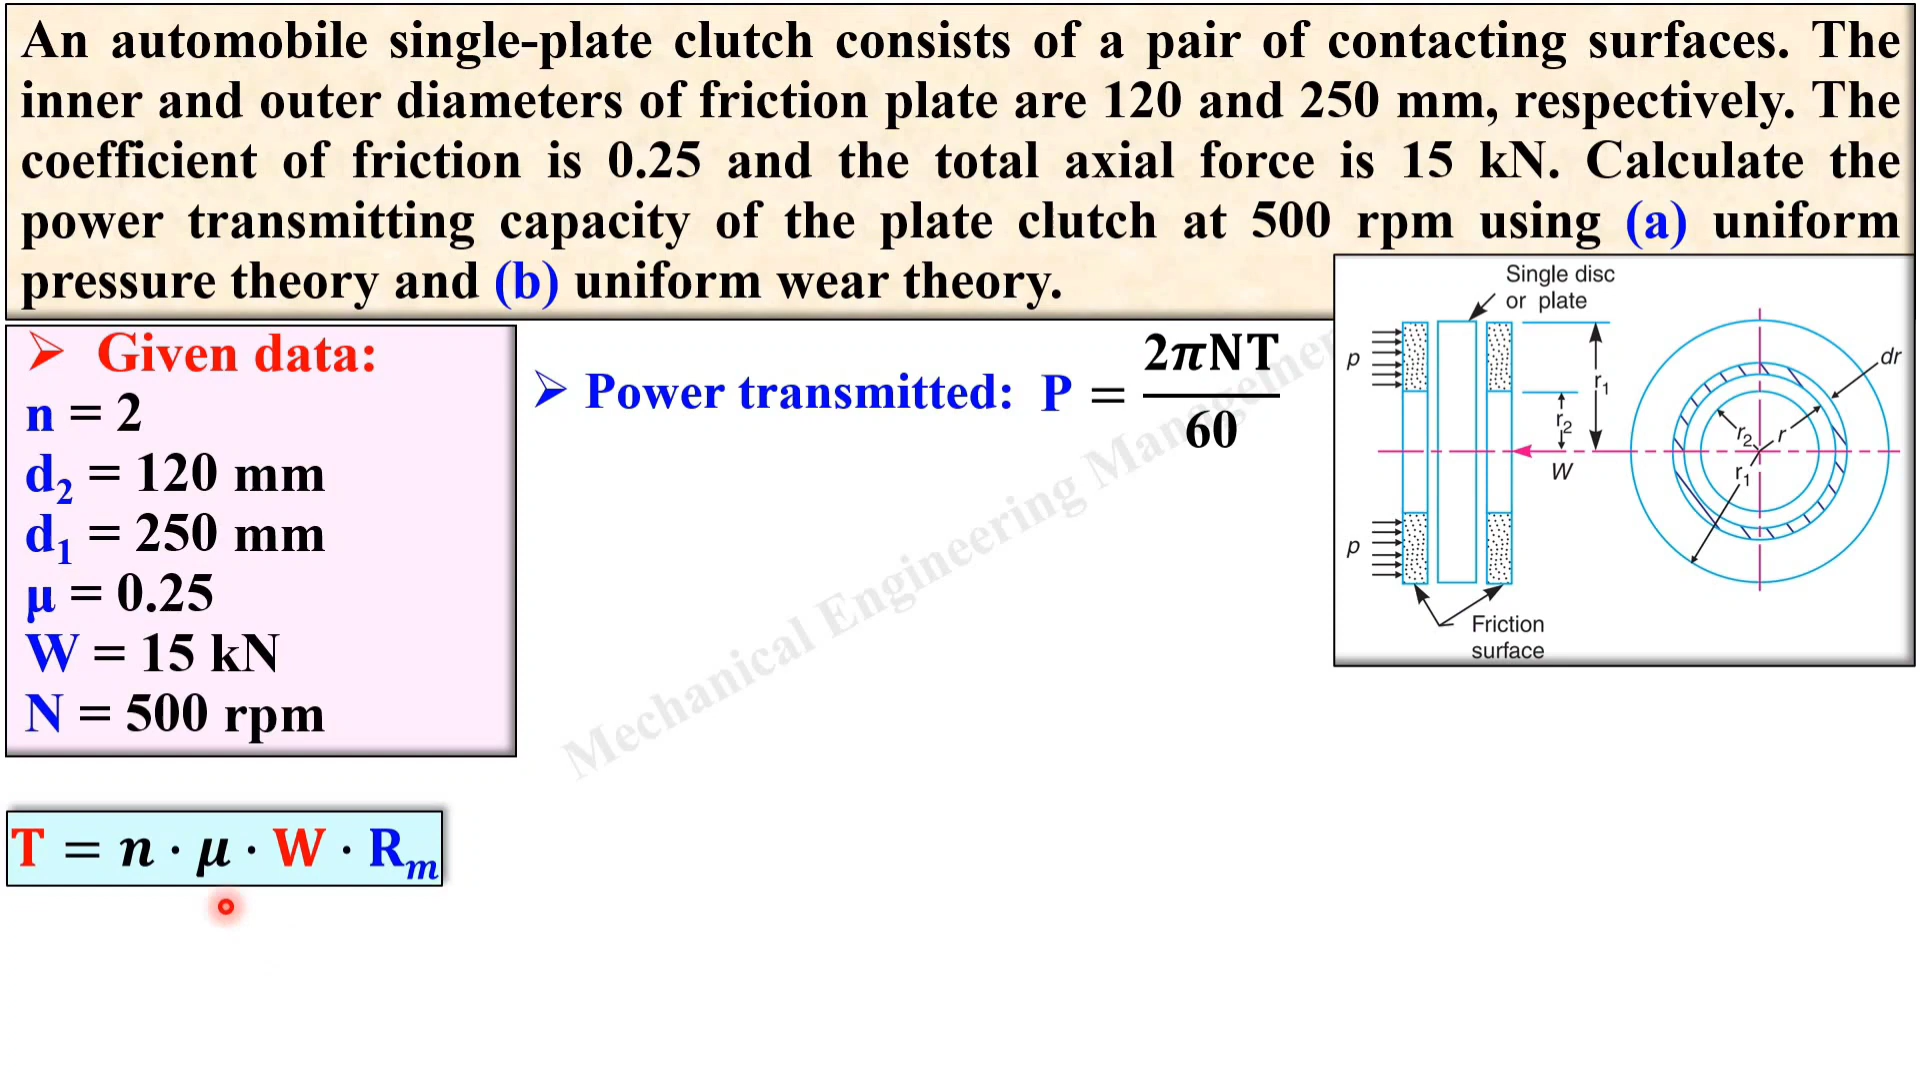 An automobile single-plate clutch consists of a pair of contacting surfaces. The
inner and outer diameters of friction plate are 120 and 250 mm, respectively. The
coefficient of friction is 0.25 and the total axial force is 15 kN. Calculate the
power transmitting capacity of the plate clutch at 500 rpm using (a) uniform
pressure theory and (b) uniform wear theory.
➢ Given data:
n = 2
d₂ = 120 mm
d₁ = 250 mm
μ = 0.25
W = 15 kN
N = 500 rpm
➢ Power transmitted: P = 2πNT/60
T = n · μ · W · Rₘ
Single disc
or plate
p
p
r₁
r₂
W
dr
r₂
r
r₁
Friction
surface
Mechanical Engineering